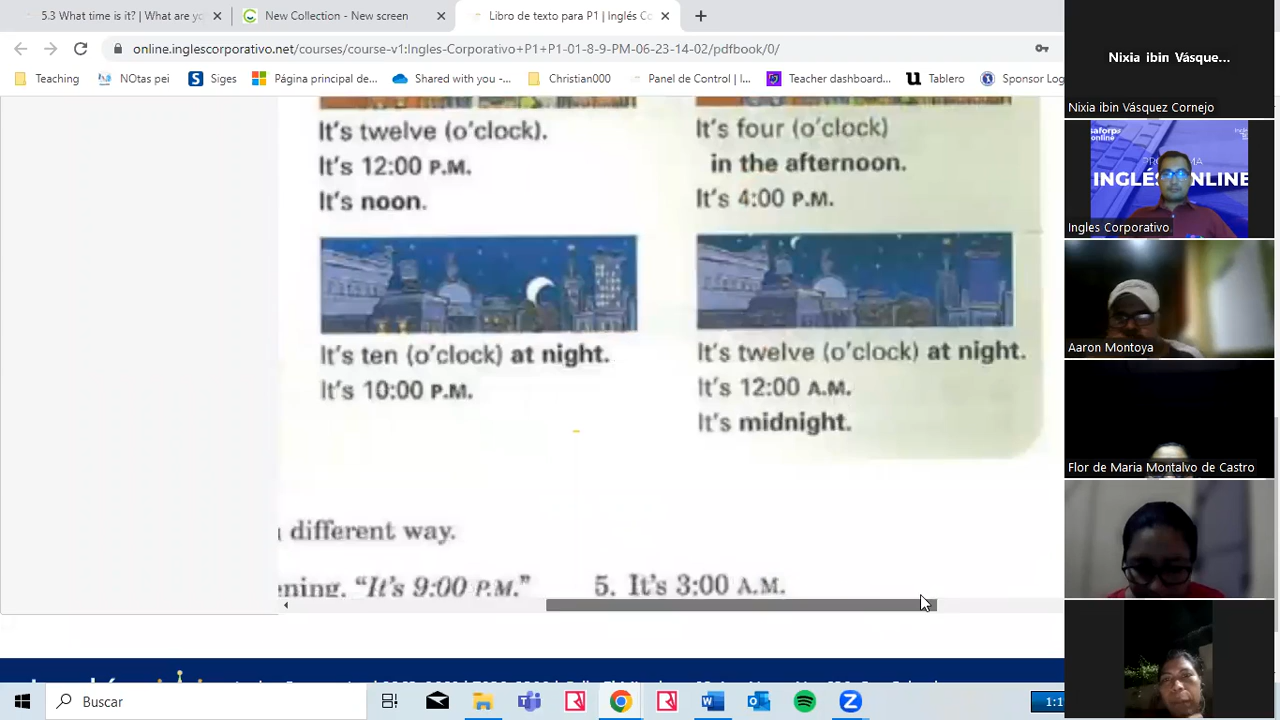 5.3 What time is it? | What are yo
New Collection - New screen
Libro de texto para P1 | Inglés Co
online.inglescorporativo.net/courses/course-v1:Ingles-Corporativo+P1+P1-01-8-9-PM-06-23-14-02/pdfbook/0/
Teaching
NOtas pei
Siges
Página principal de...
Shared with you -...
Christian000
Panel de Control | I...
Teacher dashboard...
Tablero
Sponsor Log
It's twelve (o'clock).
It's 12:00 P.M.
It's noon.
It's four (o'clock)
in the afternoon.
It's 4:00 P.M.
It's ten (o'clock) at night.
It's 10:00 P.M.
It's twelve (o'clock) at night.
It's 12:00 A.M.
It's midnight.
different way.
ening. "It's 9:00 P.M."
5. It's 3:00 A.M.
Buscar
1:1
Nixia ibin Vásque...
Nixia ibin Vásquez Cornejo
INGLÉS ONLINE
Ingles Corporativo
Aaron Montoya
Flor de Maria Montalvo de Castro